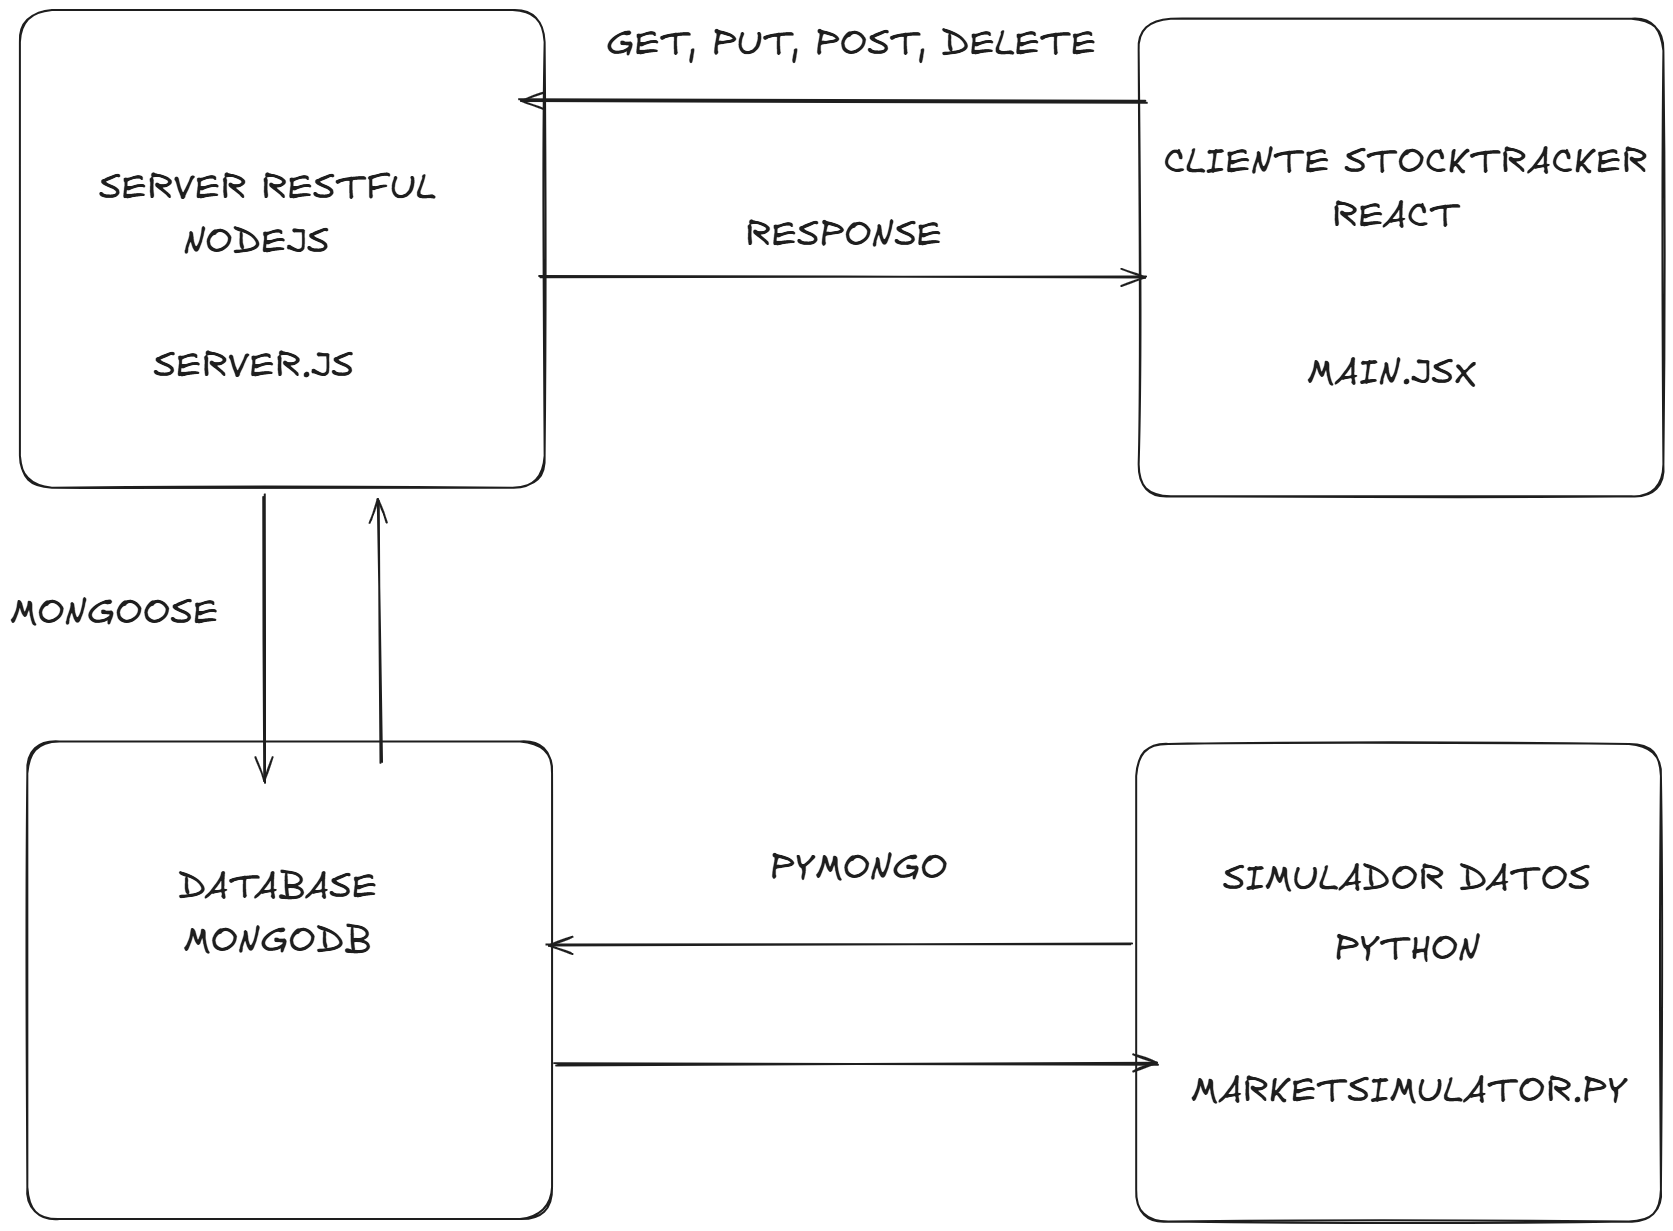 GET, PUT, POST, DELETE
SERVER RESTFUL
NODEJS
SERVER.JS
RESPONSE
CLIENTE STOCKTRACKER
REACT
MAIN.JSX
MONGOOSE
DATABASE
MONGODB
PYMONGO
SIMULADOR DATOS
PYTHON
MARKETSIMULATOR.PY